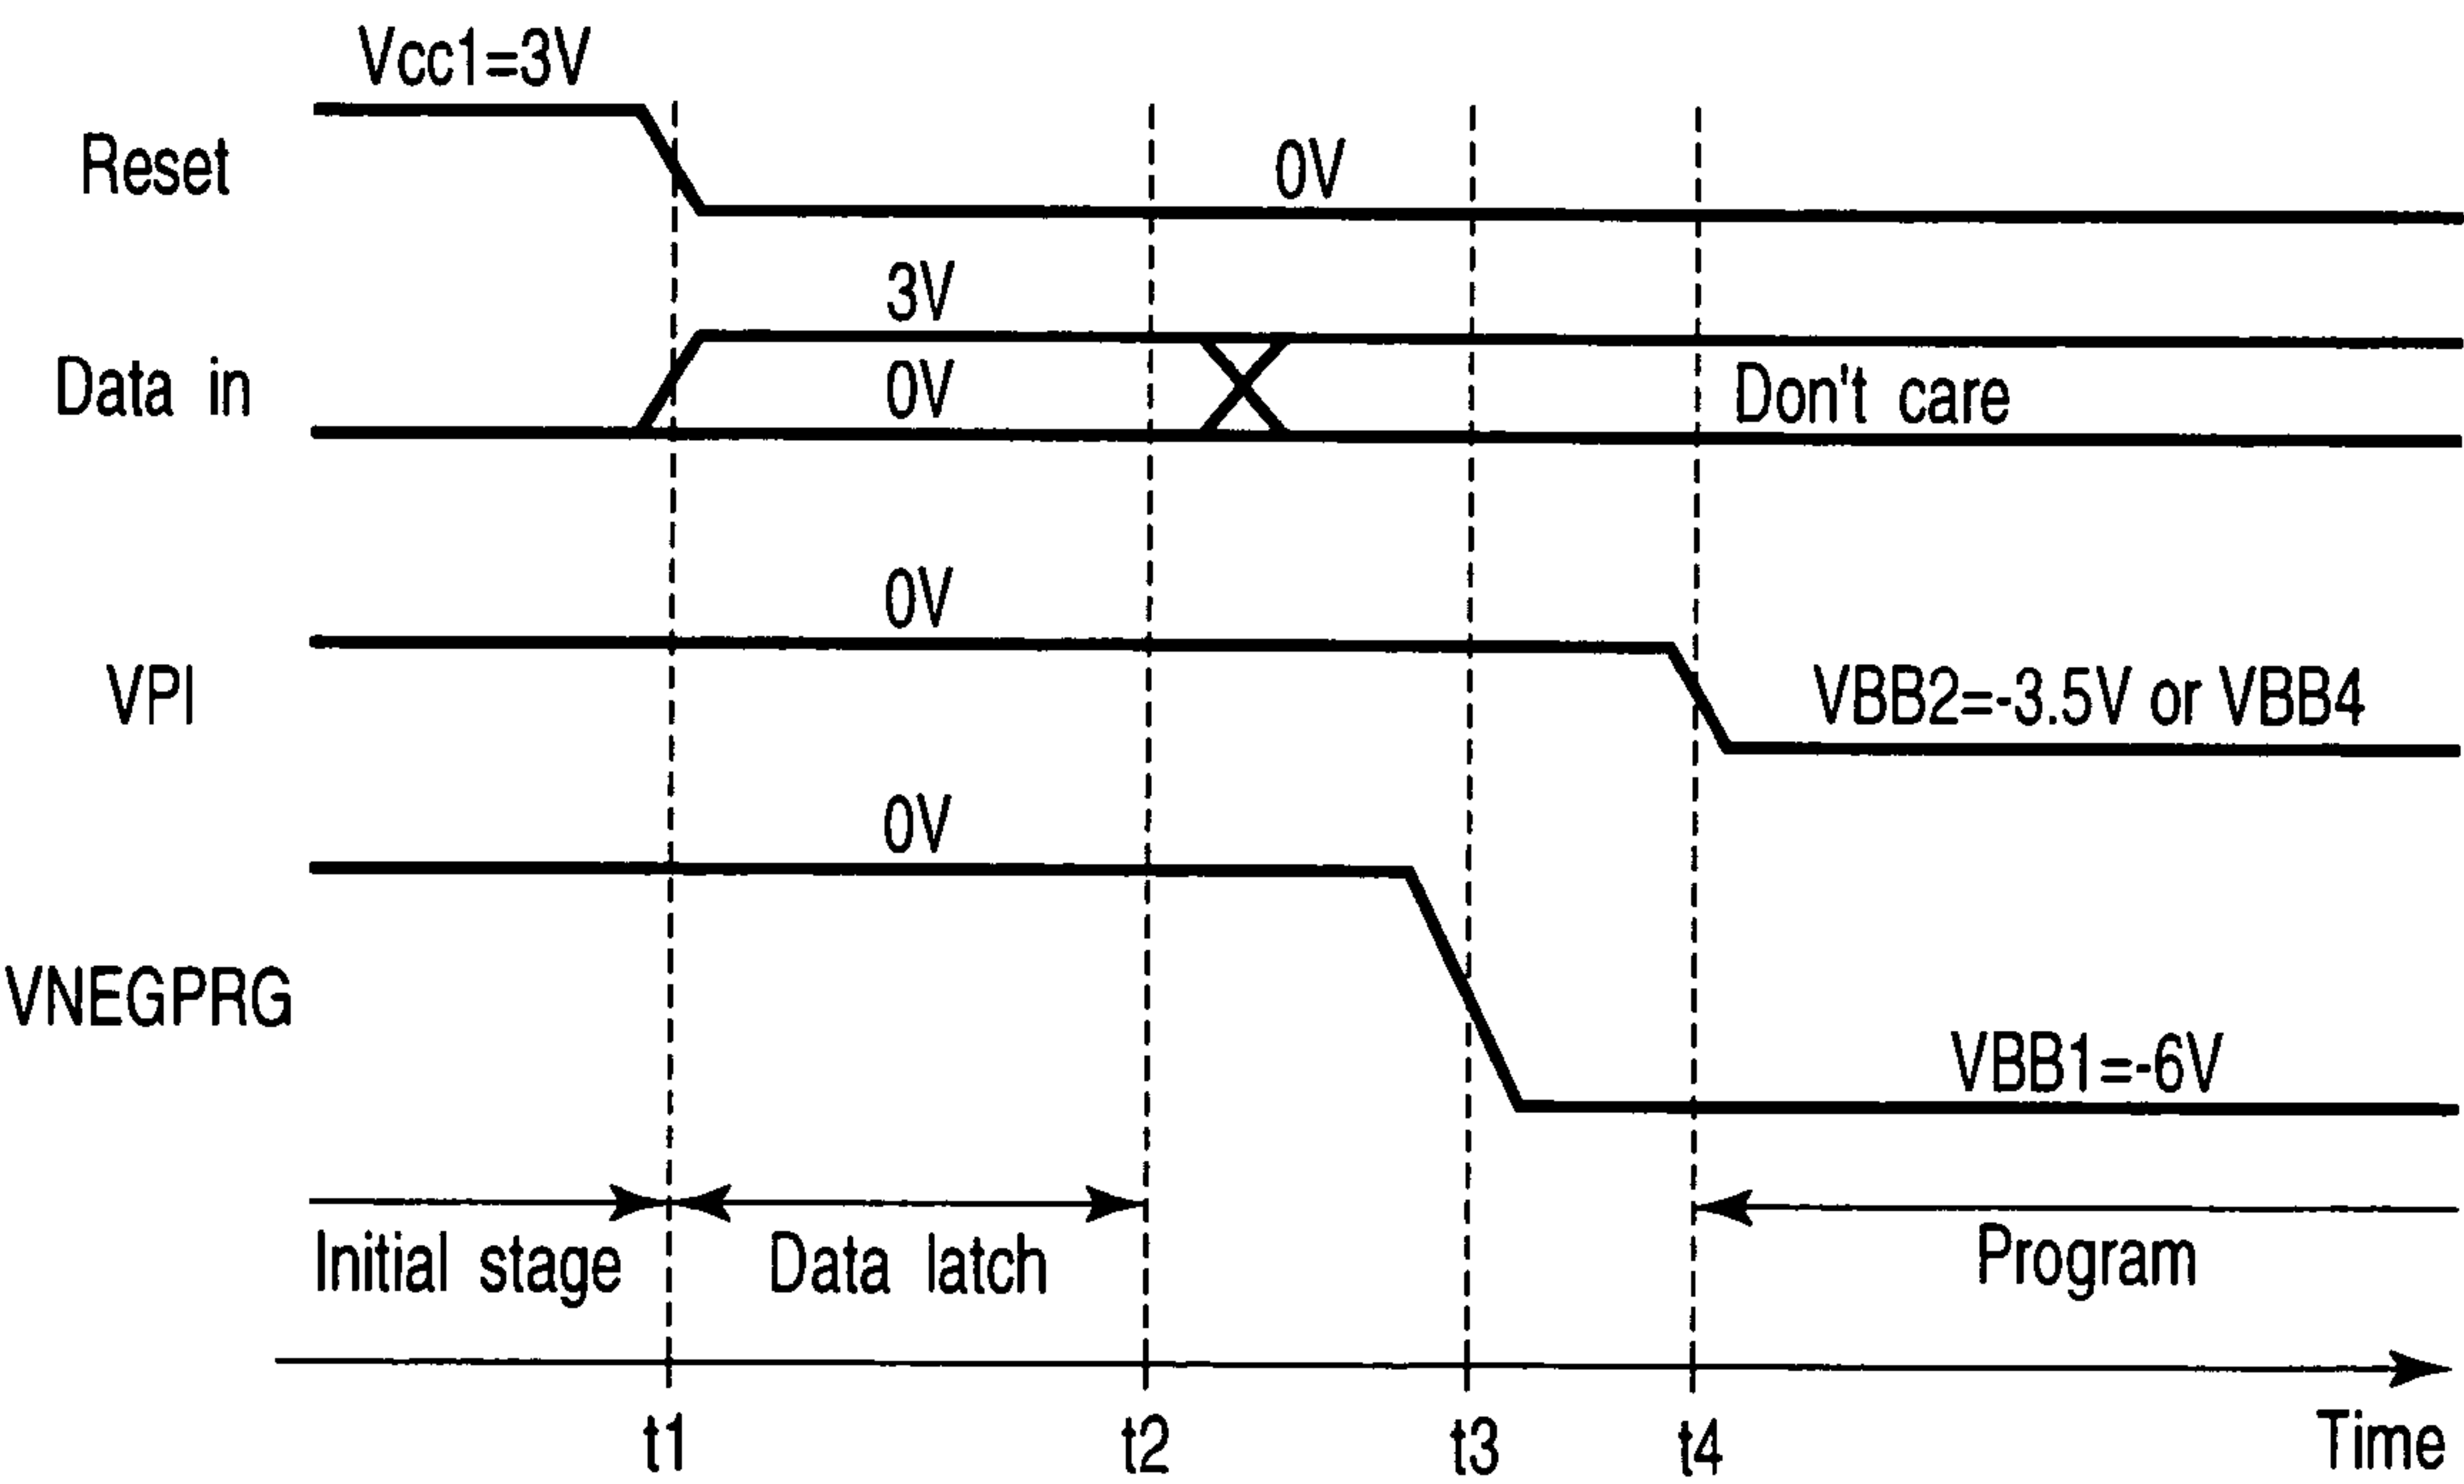 Vcc1=3V
Reset
0V
3V
Data in
0V
Don't care
0V
VPI
VBB2=-3.5V or VBB4
0V
VNEGPRG
VBB1=-6V
Initial stage
Data latch
Program
t1
t2
t3
t4
Time